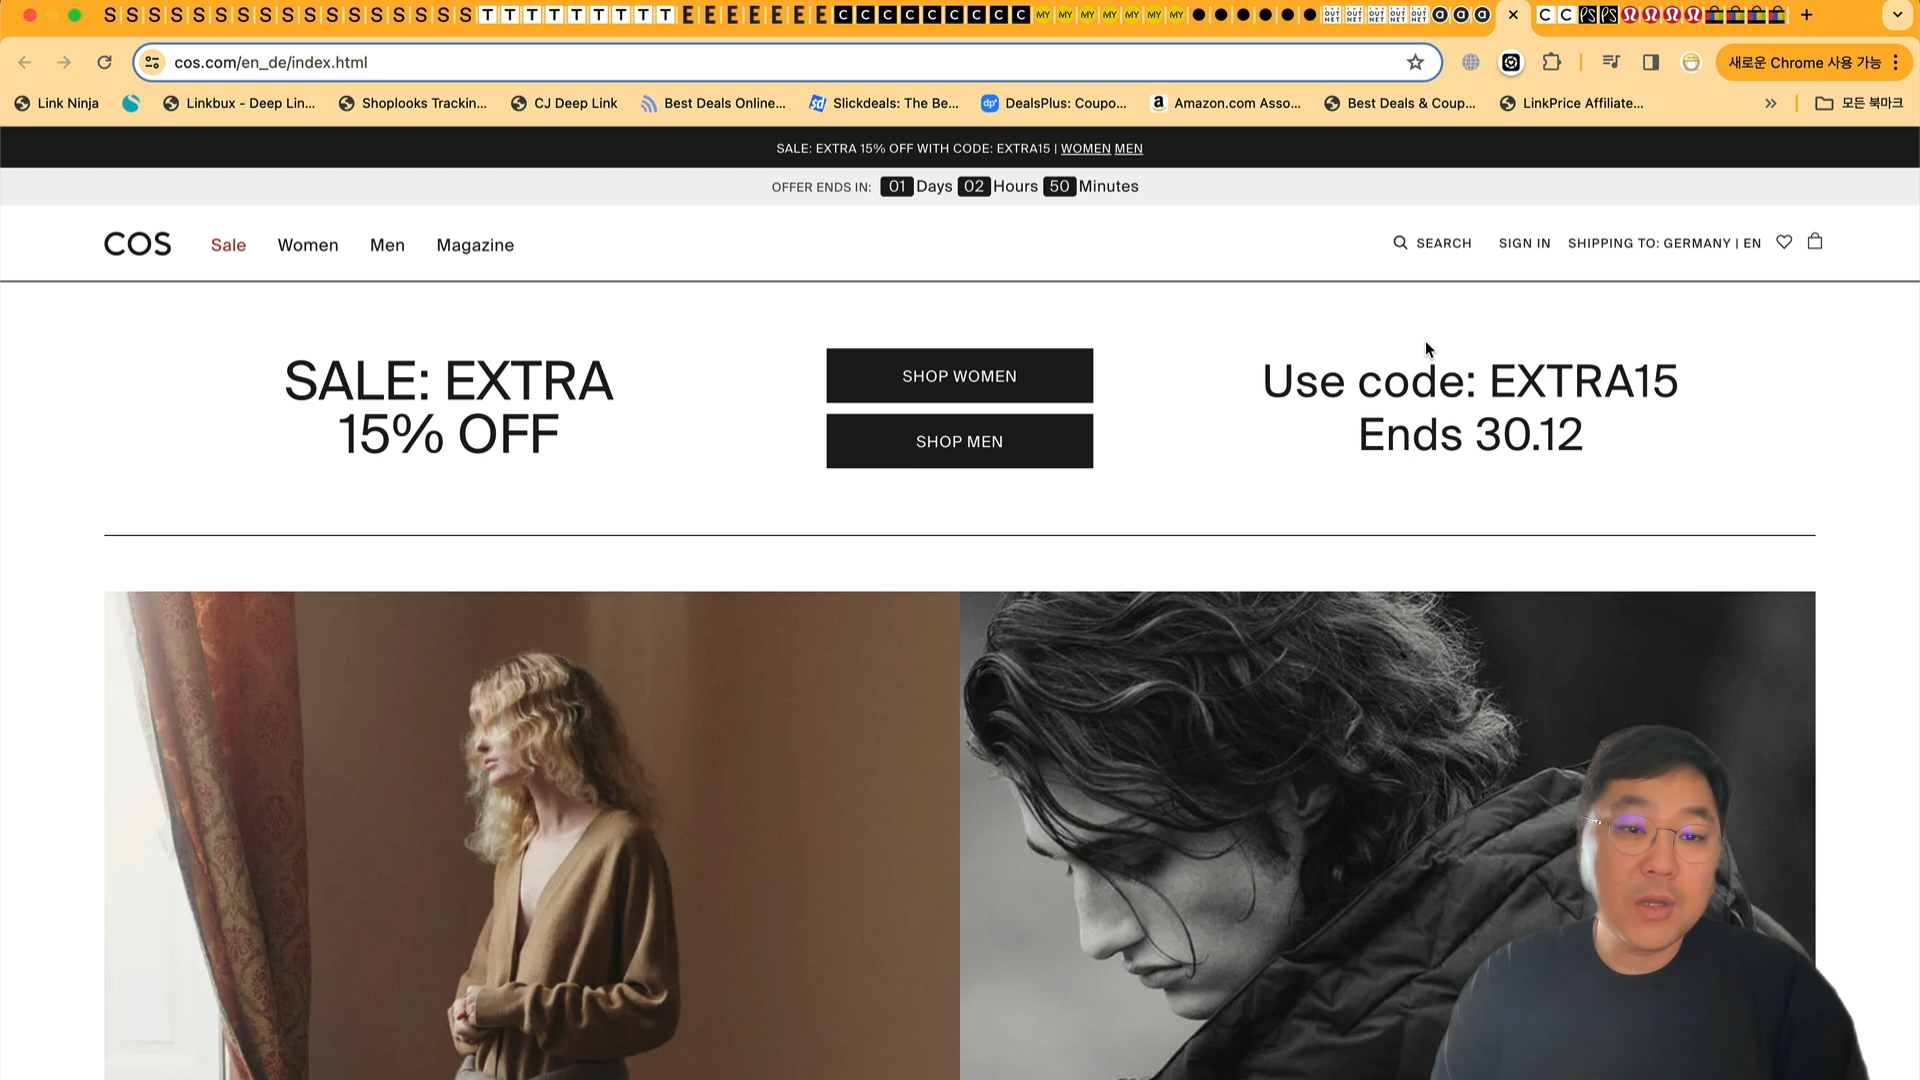 cos.com/en_de/index.html
새로운 Chrome 사용 가능
Link Ninja
Linkbux - Deep Lin...
Shoplooks Trackin...
CJ Deep Link
Best Deals Online...
Slickdeals: The Be...
DealsPlus: Coupo...
Amazon.com Asso...
Best Deals & Coup...
LinkPrice Affiliate...
모든 북마크
SALE: EXTRA 15% OFF WITH CODE: EXTRA15 | WOMEN MEN
OFFER ENDS IN: 01 Days 02 Hours 50 Minutes
COS
Sale
Women
Men
Magazine
SEARCH
SIGN IN
SHIPPING TO: GERMANY | EN
SALE: EXTRA
15% OFF
SHOP WOMEN
SHOP MEN
Use code: EXTRA15
Ends 30.12